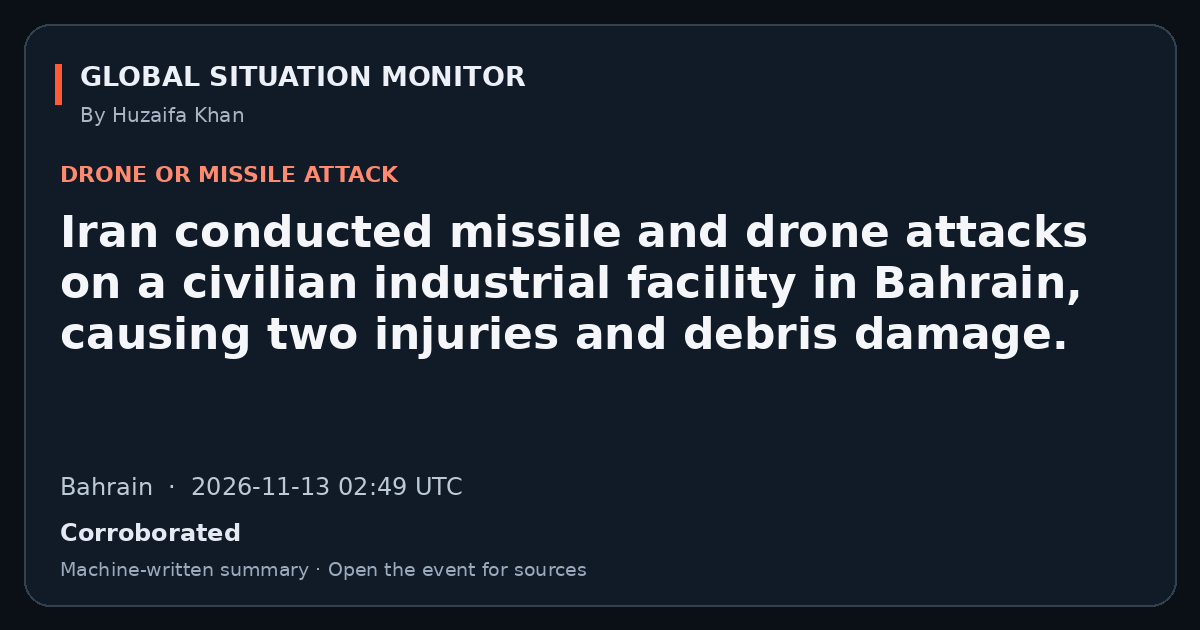 GLOBAL SITUATION MONITOR
By Huzaifa Khan
DRONE OR MISSILE ATTACK
Iran conducted missile and drone attacks
on a civilian industrial facility in Bahrain,
causing two injuries and debris damage.
Bahrain · 2026-11-13 02:49 UTC
Corroborated
Machine-written summary · Open the event for sources